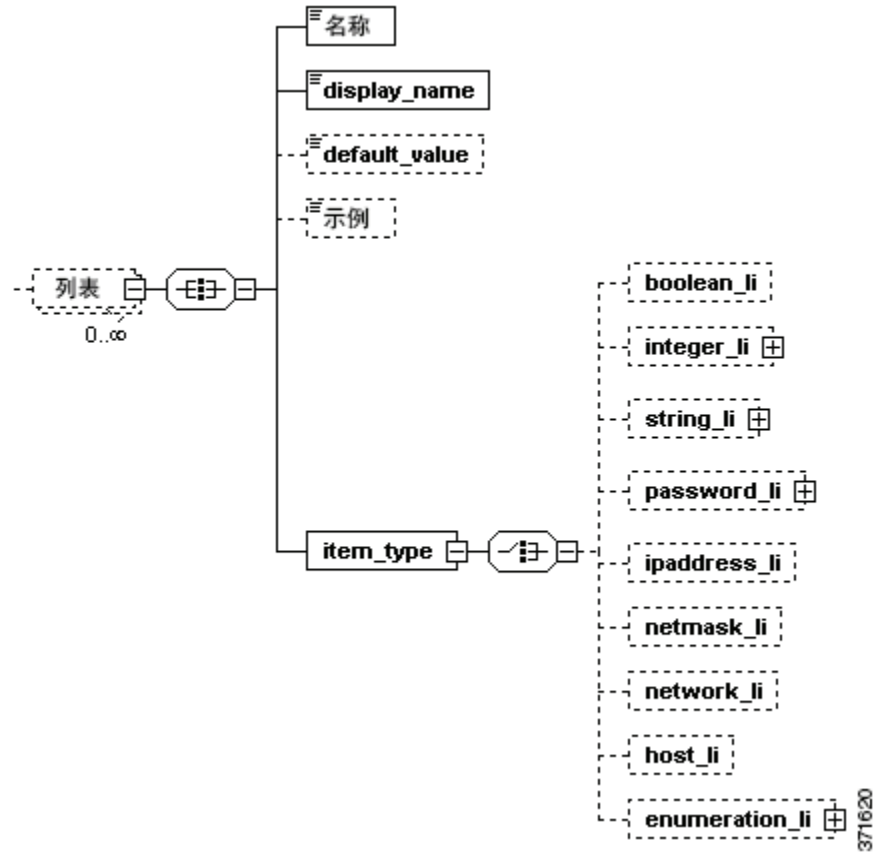 名称
display_name
default_value
示例
列表
0..∞
item_type
boolean_li
integer_li
string_li
password_li
ipaddress_li
netmask_li
network_li
host_li
enumeration_li
371620